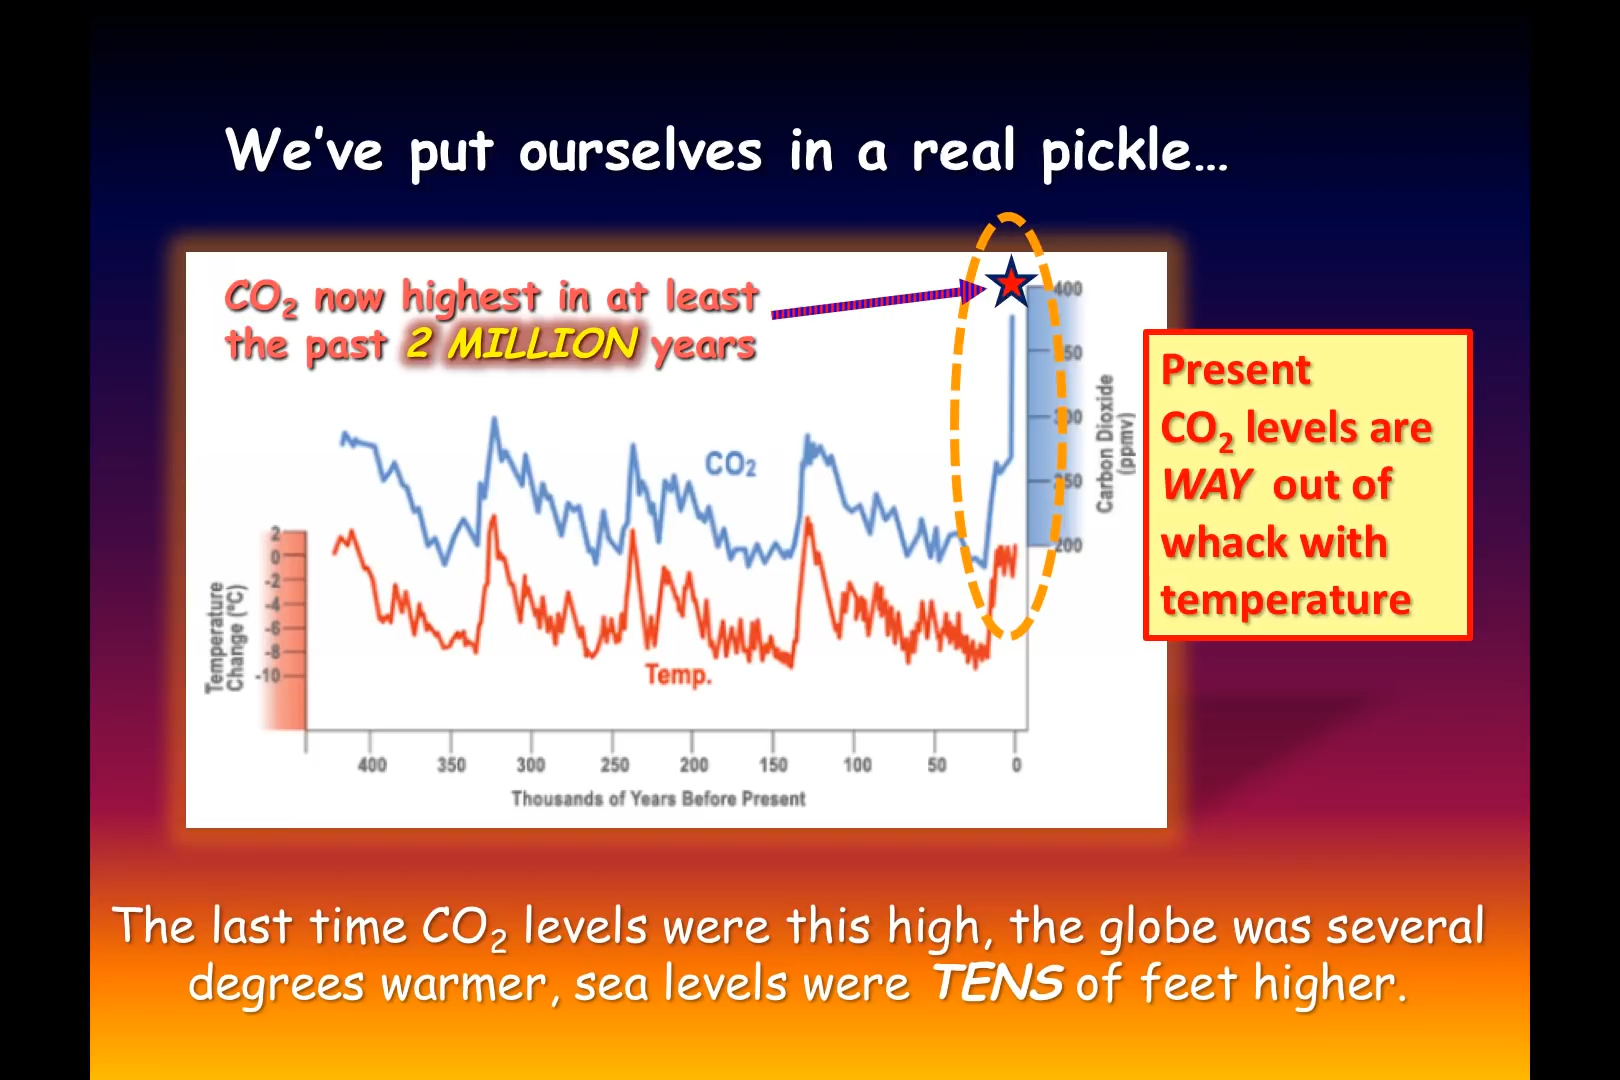 We've put ourselves in a real pickle…
CO₂ now highest in at least
the past 2 MILLION years
Present
CO₂ levels are
WAY out of
whack with
temperature
CO₂
Temp.
400
350
300
250
200
Carbon Dioxide
(ppmv)
2
0
-2
-4
-6
-8
-10
Temperature
Change (°C)
400 350 300 250 200 150 100 50 0
Thousands of Years Before Present
The last time CO₂ levels were this high, the globe was several
degrees warmer, sea levels were TENS of feet higher.